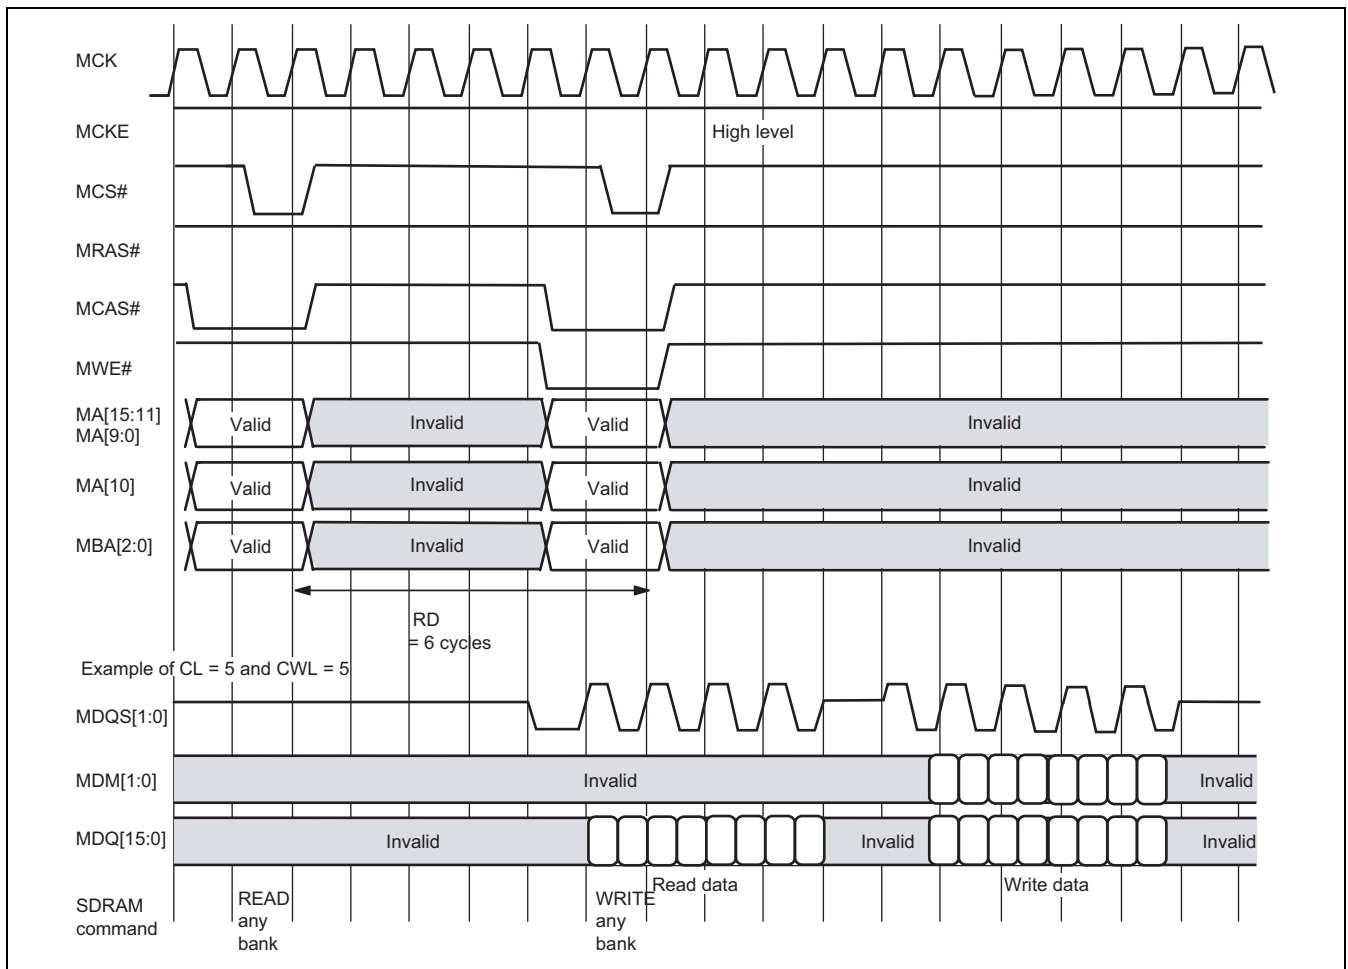 MCK
MCKE High level
MCS#
MRAS#
MCAS#
MWE#
MA[15:11]
MA[9:0]
Valid Invalid Valid Invalid
MA[10] Valid Invalid Valid Invalid
MBA[2:0] Valid Invalid Valid Invalid
RD
= 6 cycles
Example of CL = 5 and CWL = 5
MDQS[1:0]
MDM[1:0] Invalid Invalid
MDQ[15:0] Invalid Invalid Invalid
Read data Write data
SDRAM
command
READ
any
bank
WRITE
any
bank